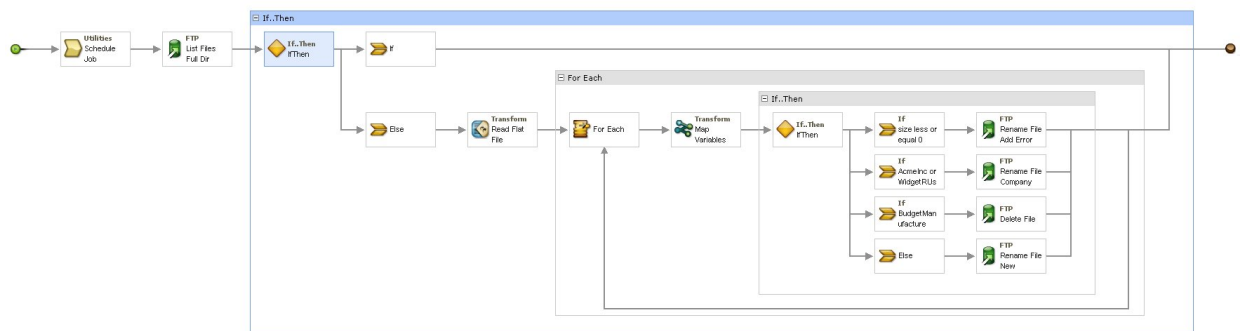 If..Then
Utilities
Schedule
Job
FTP
List Files
Full Dir
If..Then
IfThen
If
For Each
If..Then
Else
Transform
Read Flat
File
For Each
Transform
Map
Variables
If..Then
IfThen
If
size less or
equal 0
FTP
Rename File
Add Error
If
AcmeInc or
WidgetRUs
FTP
Rename File
Company
If
BudgetMan
ufacture
FTP
Delete File
Else
FTP
Rename File
New